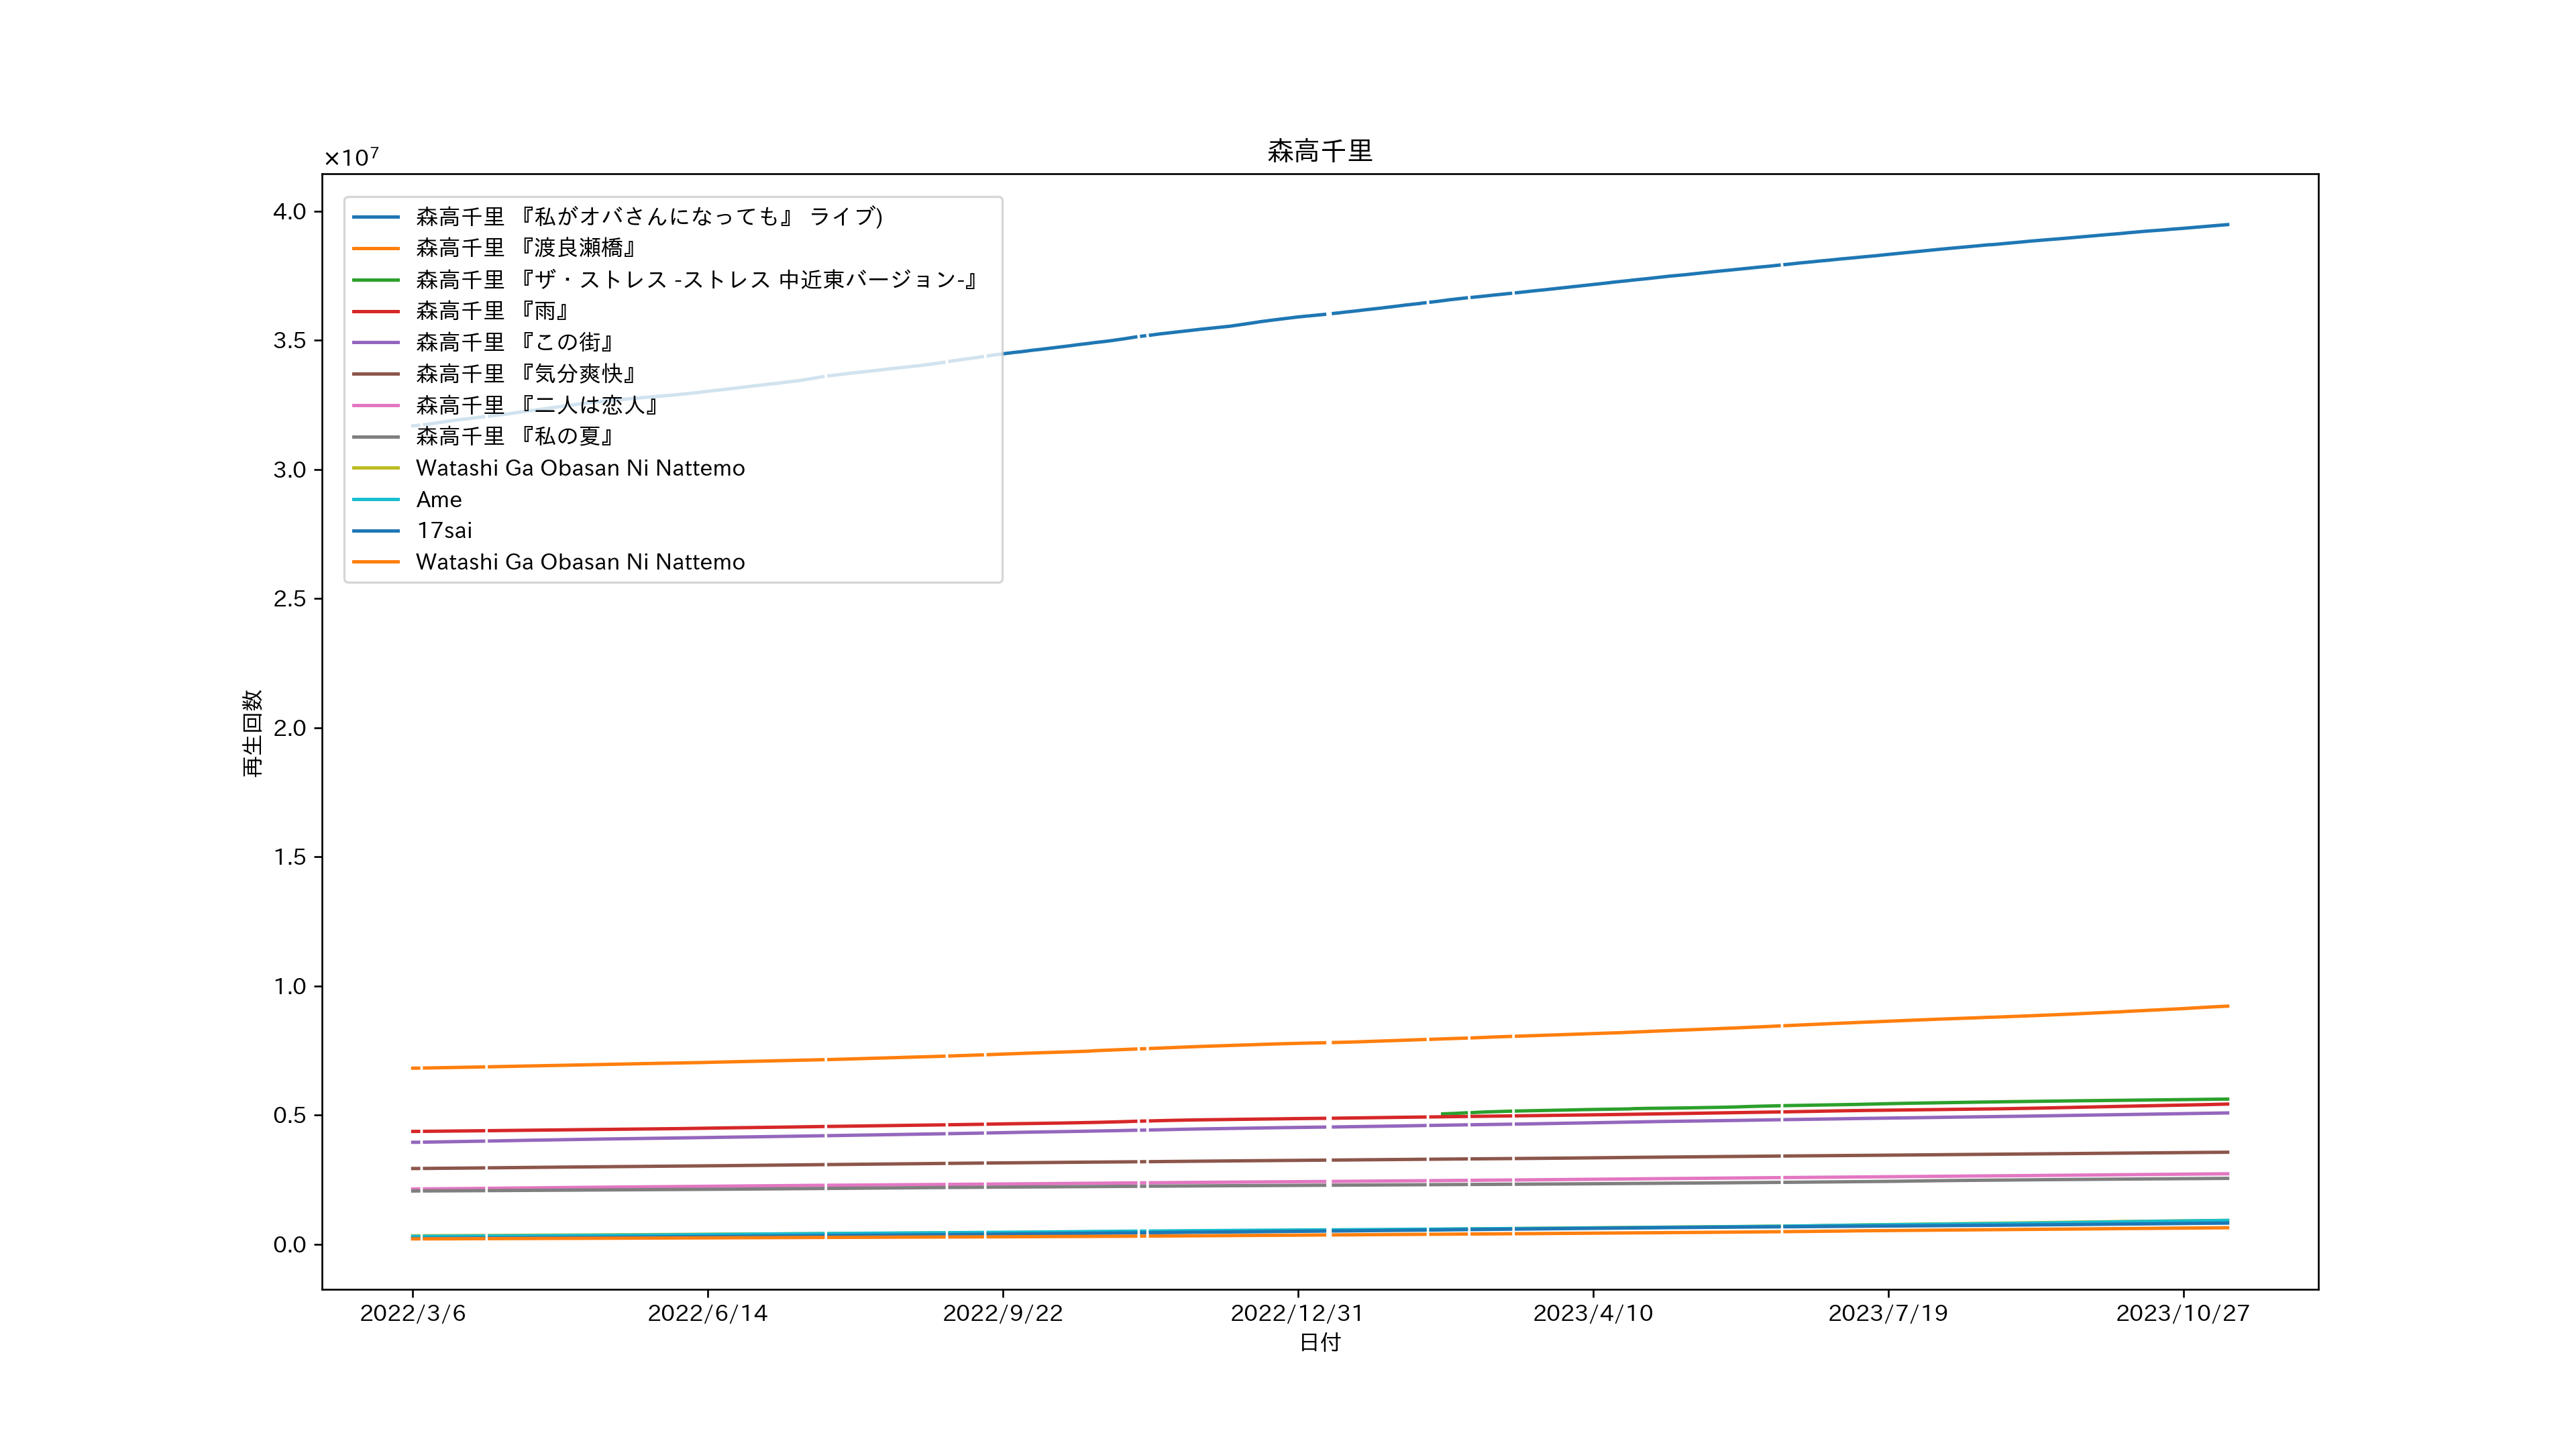 森高千里
×10⁷
4.0
3.5
3.0
2.5
2.0
1.5
1.0
0.5
0.0
再生回数
森高千里 『私がオバさんになっても』 ライブ)
森高千里 『渡良瀬橋』
森高千里 『ザ・ストレス -ストレス 中近東バージョン-』
森高千里 『雨』
森高千里 『この街』
森高千里 『気分爽快』
森高千里 『二人は恋人』
森高千里 『私の夏』
Watashi Ga Obasan Ni Nattemo
Ame
17sai
Watashi Ga Obasan Ni Nattemo
2022/3/6 2022/6/14 2022/9/22 2022/12/31 2023/4/10 2023/7/19 2023/10/27
日付